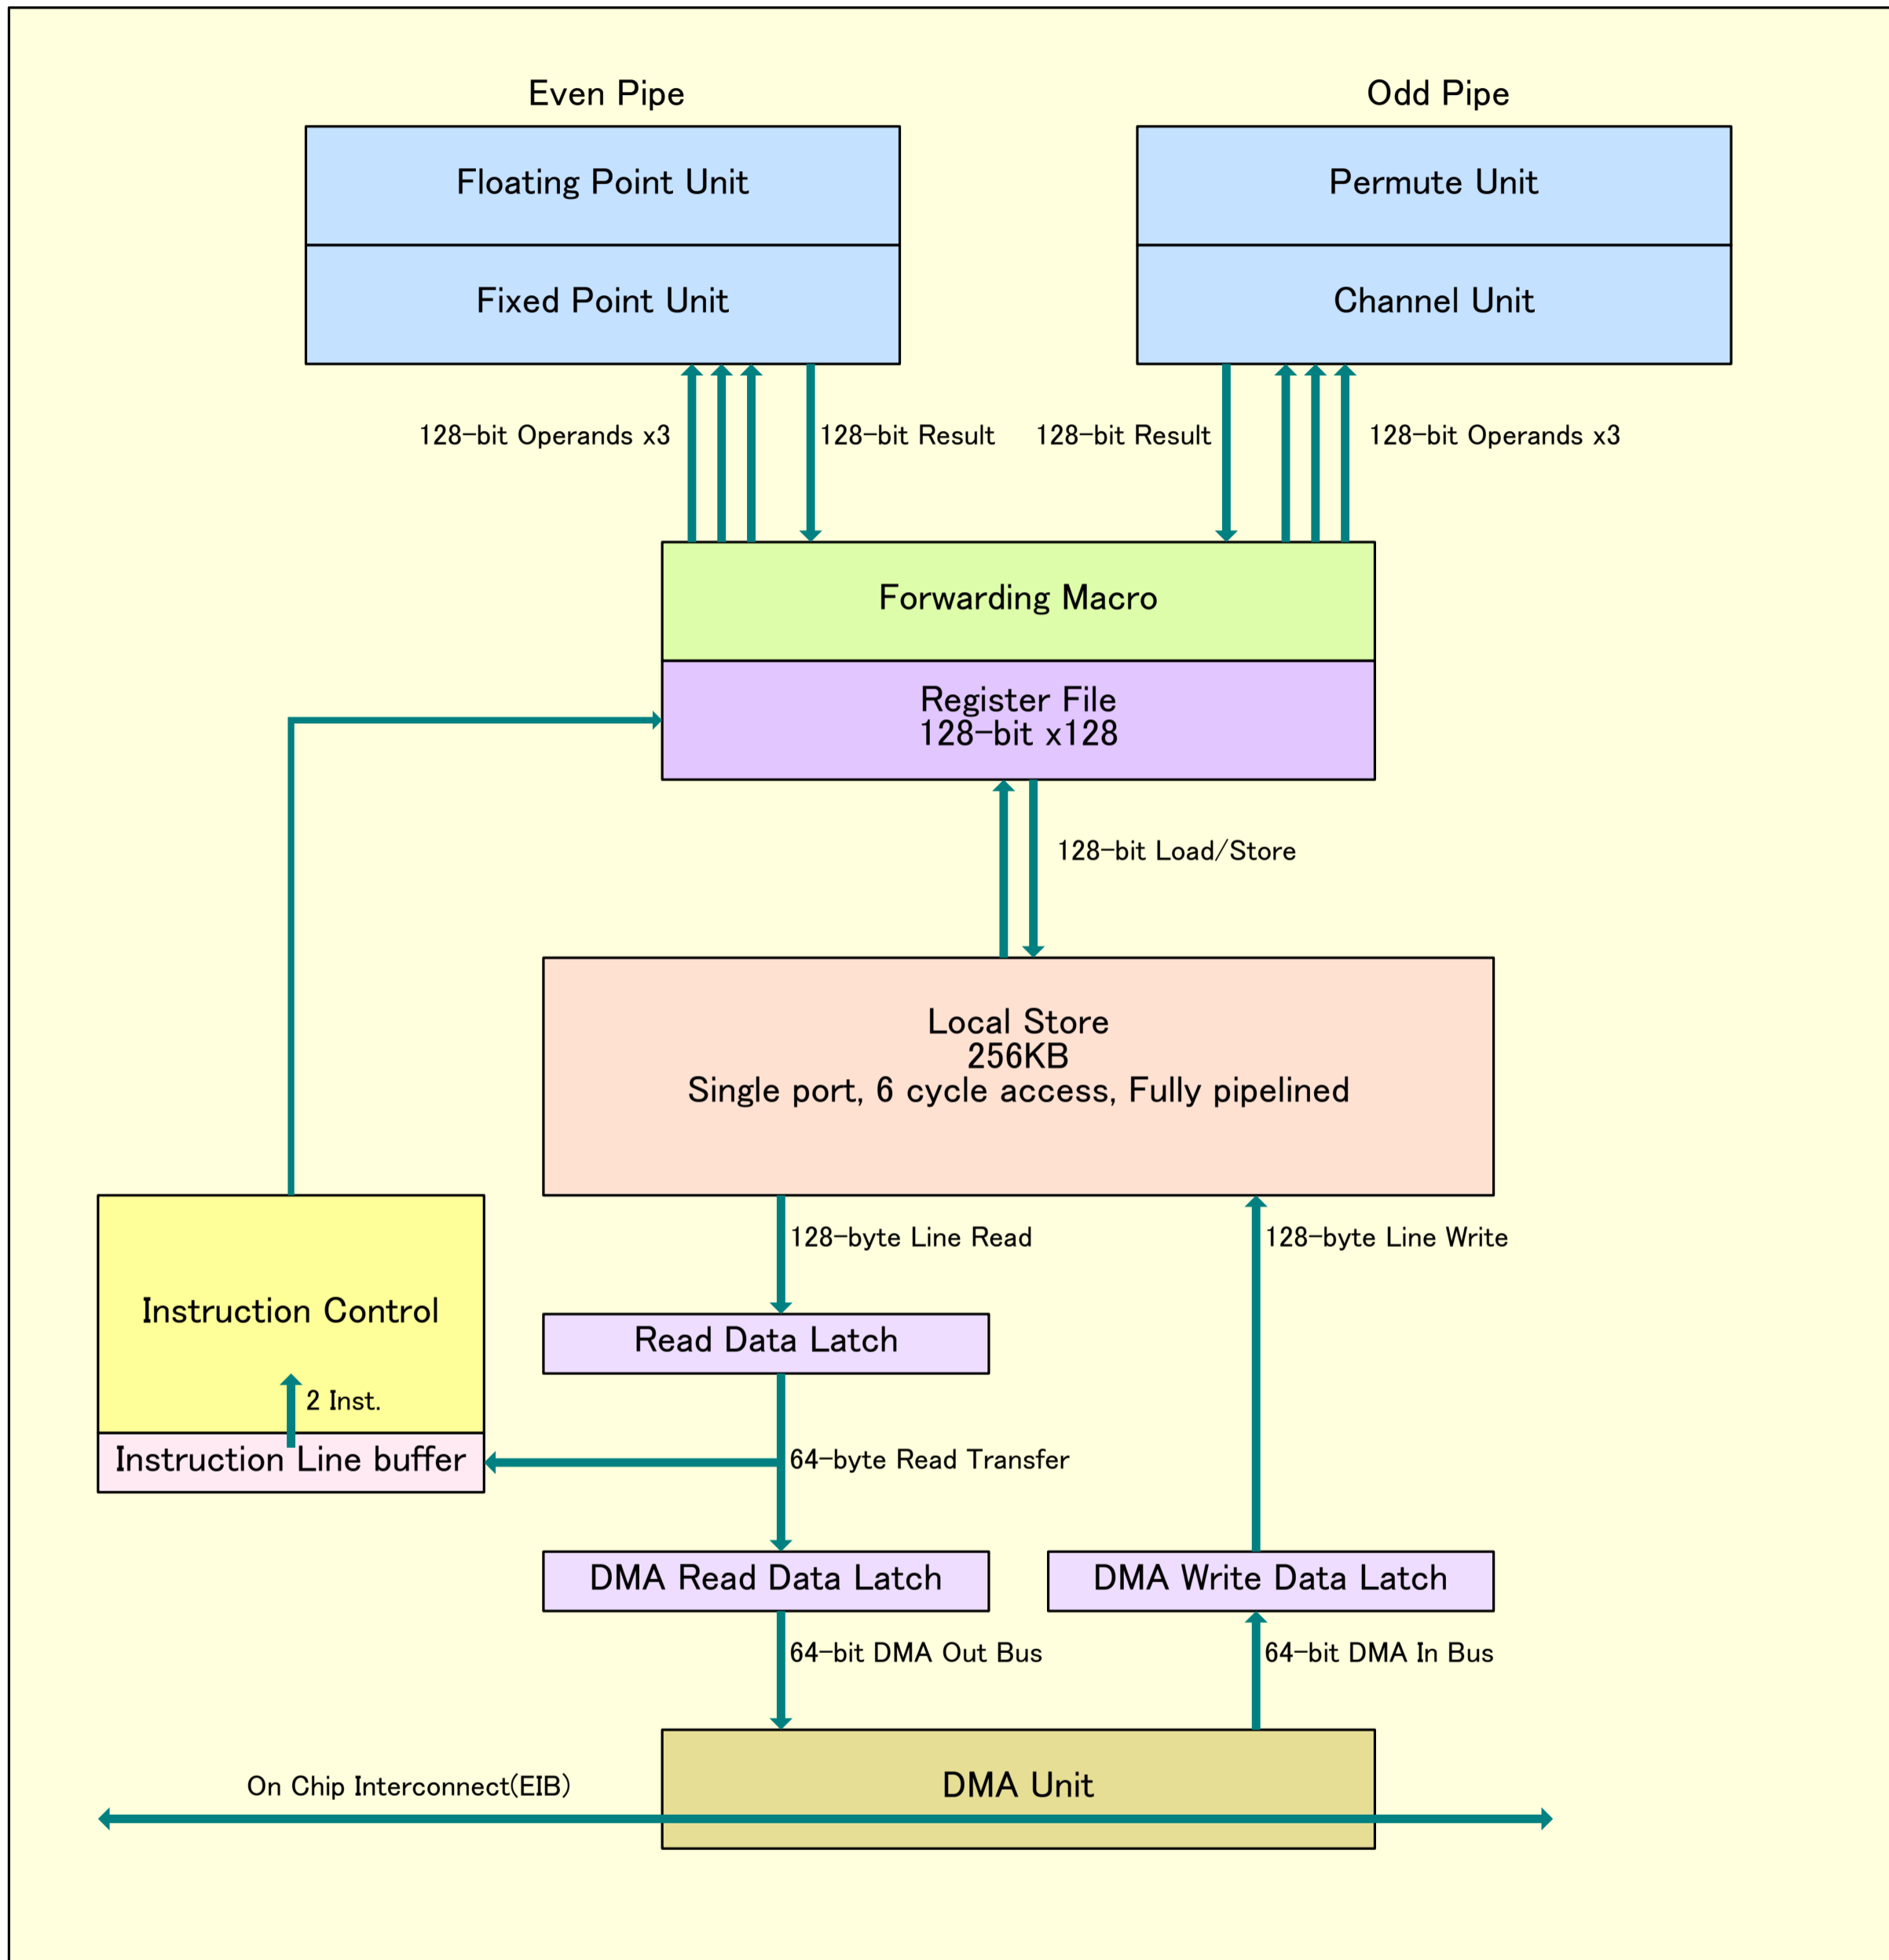 Even Pipe
Odd Pipe
Floating Point Unit
Permute Unit
Fixed Point Unit
Channel Unit
128-bit Operands x3
128-bit Result
128-bit Result
128-bit Operands x3
Forwarding Macro
Register File
128-bit x128
128-bit Load/Store
Local Store
256KB
Single port, 6 cycle access, Fully pipelined
128-byte Line Read
128-byte Line Write
Instruction Control
Read Data Latch
2 Inst.
Instruction Line buffer
64-byte Read Transfer
DMA Read Data Latch
DMA Write Data Latch
64-bit DMA Out Bus
64-bit DMA In Bus
On Chip Interconnect(EIB)
DMA Unit